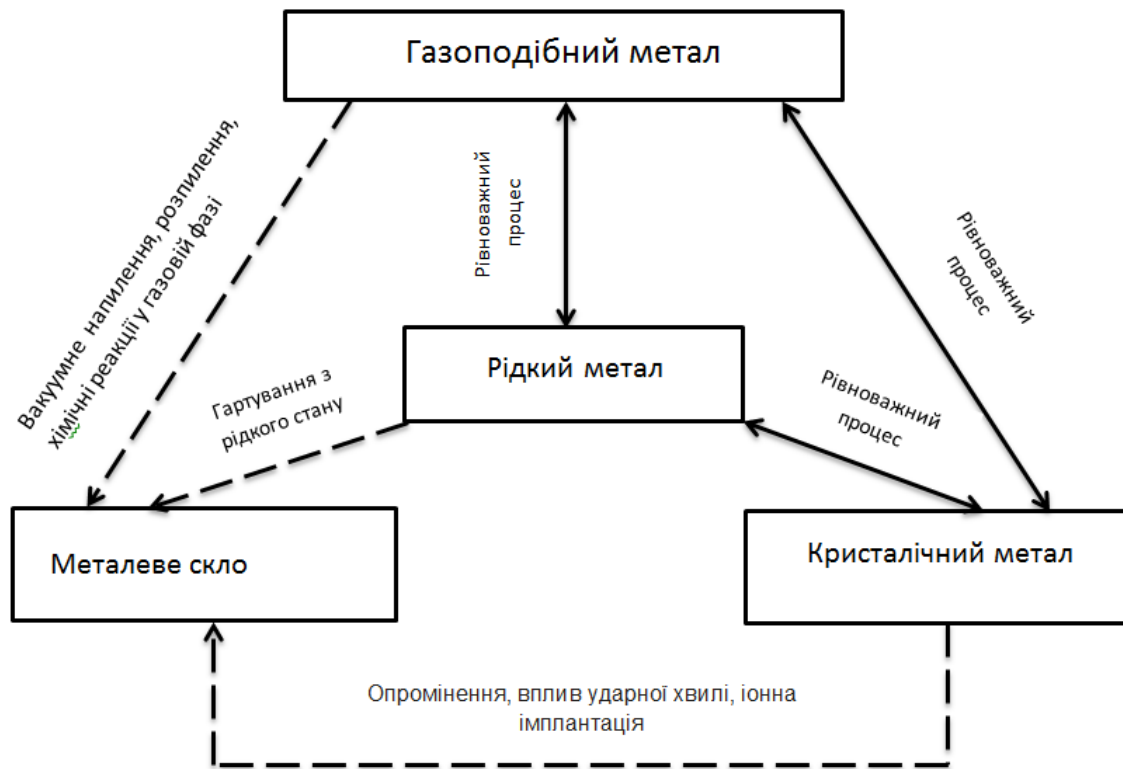 Газоподібний метал
Вакуумне напилення, розпилення,
хімічні реакції у газовій фазі
Рівноважний
процес
Рівноважний
процес
Рідкий метал
Гартування з
рідкого стану
Рівноважний
процес
Металеве скло
Кристалічний метал
Опромінення, вплив ударної хвилі, іонна
імплантація